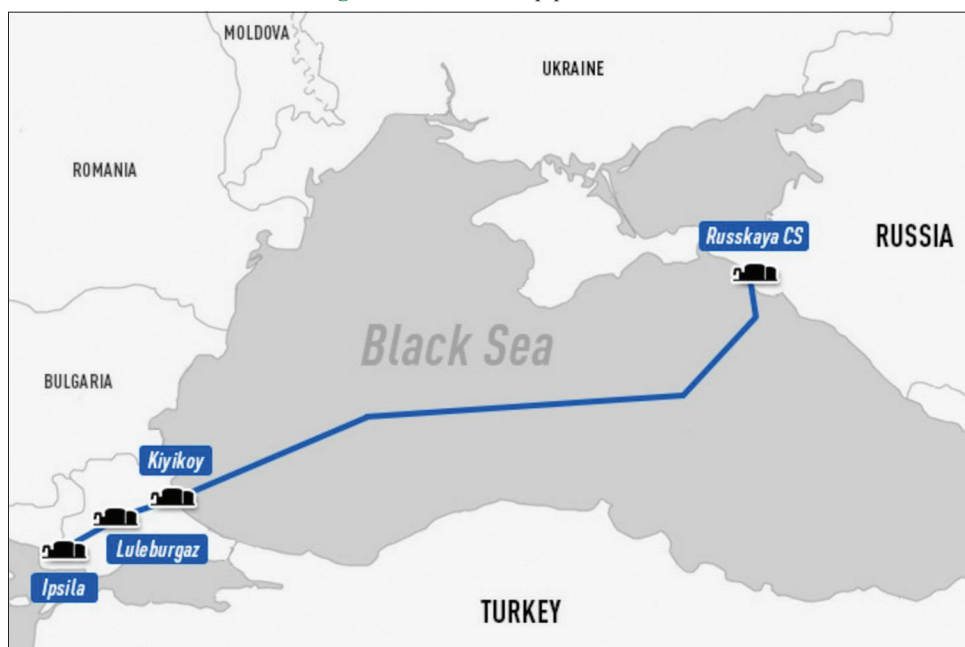 MOLDOVA
UKRAINE
ROMANIA
Russkaya CS
RUSSIA
Black Sea
BULGARIA
Kiyikoy
Luleburgaz
Ipsila
TURKEY